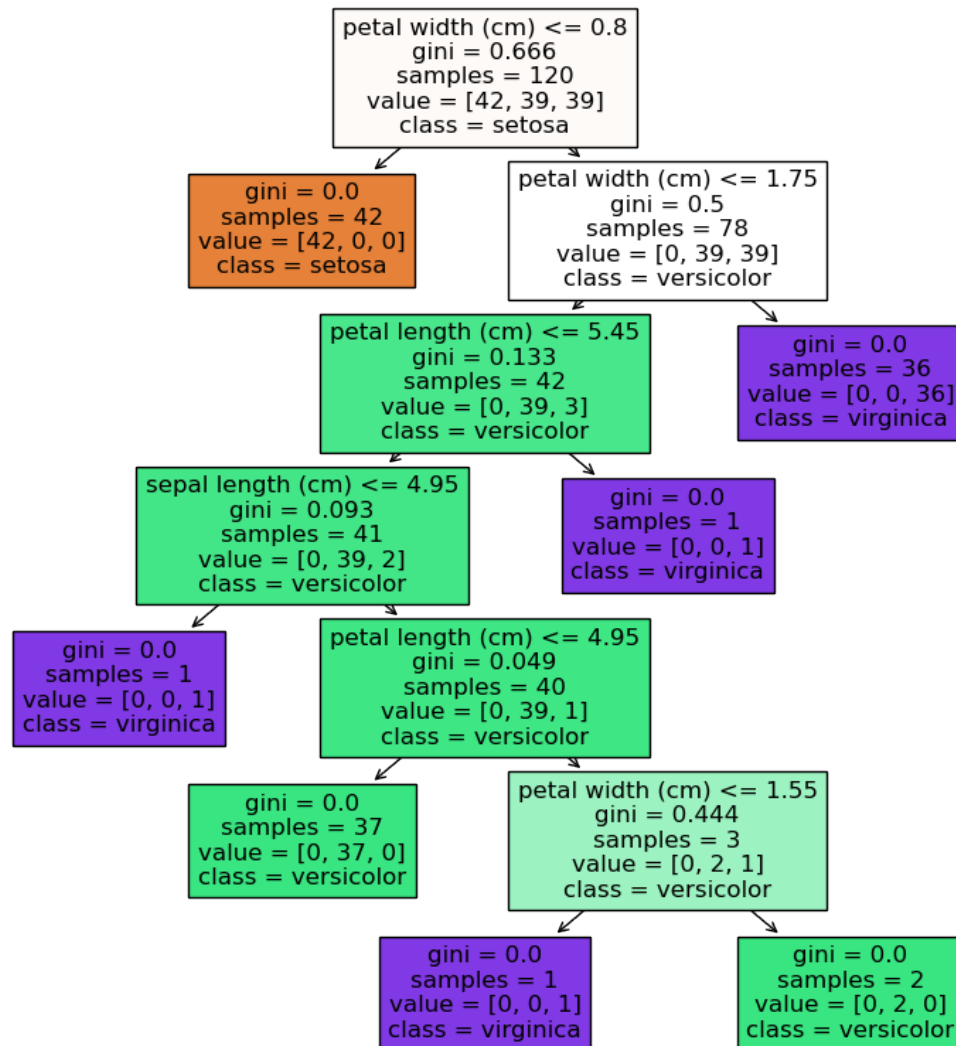 petal width (cm) <= 0.8
gini = 0.666
samples = 120
value = [42, 39, 39]
class = setosa
gini = 0.0
samples = 42
value = [42, 0, 0]
class = setosa
petal width (cm) <= 1.75
gini = 0.5
samples = 78
value = [0, 39, 39]
class = versicolor
petal length (cm) <= 5.45
gini = 0.133
samples = 42
value = [0, 39, 3]
class = versicolor
gini = 0.0
samples = 36
value = [0, 0, 36]
class = virginica
sepal length (cm) <= 4.95
gini = 0.093
samples = 41
value = [0, 39, 2]
class = versicolor
gini = 0.0
samples = 1
value = [0, 0, 1]
class = virginica
gini = 0.0
samples = 1
value = [0, 0, 1]
class = virginica
petal length (cm) <= 4.95
gini = 0.049
samples = 40
value = [0, 39, 1]
class = versicolor
gini = 0.0
samples = 37
value = [0, 37, 0]
class = versicolor
petal width (cm) <= 1.55
gini = 0.444
samples = 3
value = [0, 2, 1]
class = versicolor
gini = 0.0
samples = 1
value = [0, 0, 1]
class = virginica
gini = 0.0
samples = 2
value = [0, 2, 0]
class = versicolor